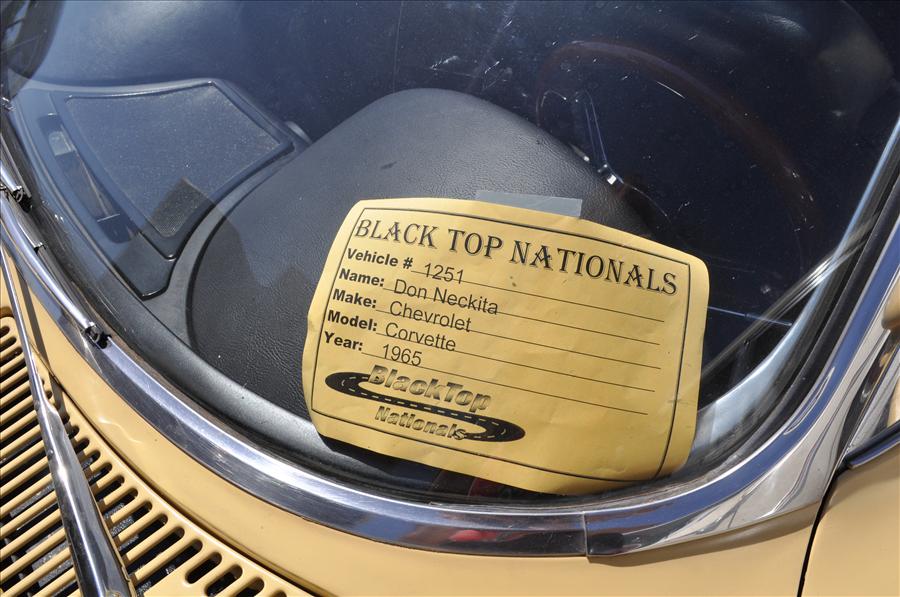 BLACK TOP NATIONALS
Vehicle # 1251
Name: Don Neckita
Make: Chevrolet
Model: Corvette
Year: 1965
BlackTop
Nationals